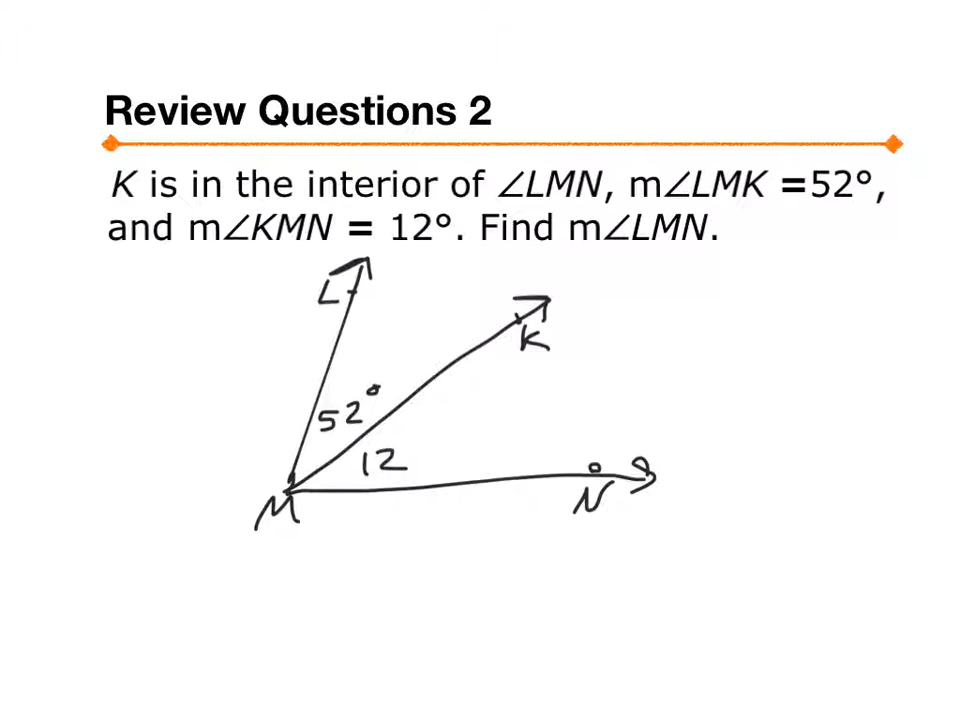 Review Questions 2
K is in the interior of ∠LMN, m∠LMK =52°,
and m∠KMN = 12°. Find m∠LMN.
L
K
52°
12
M
N